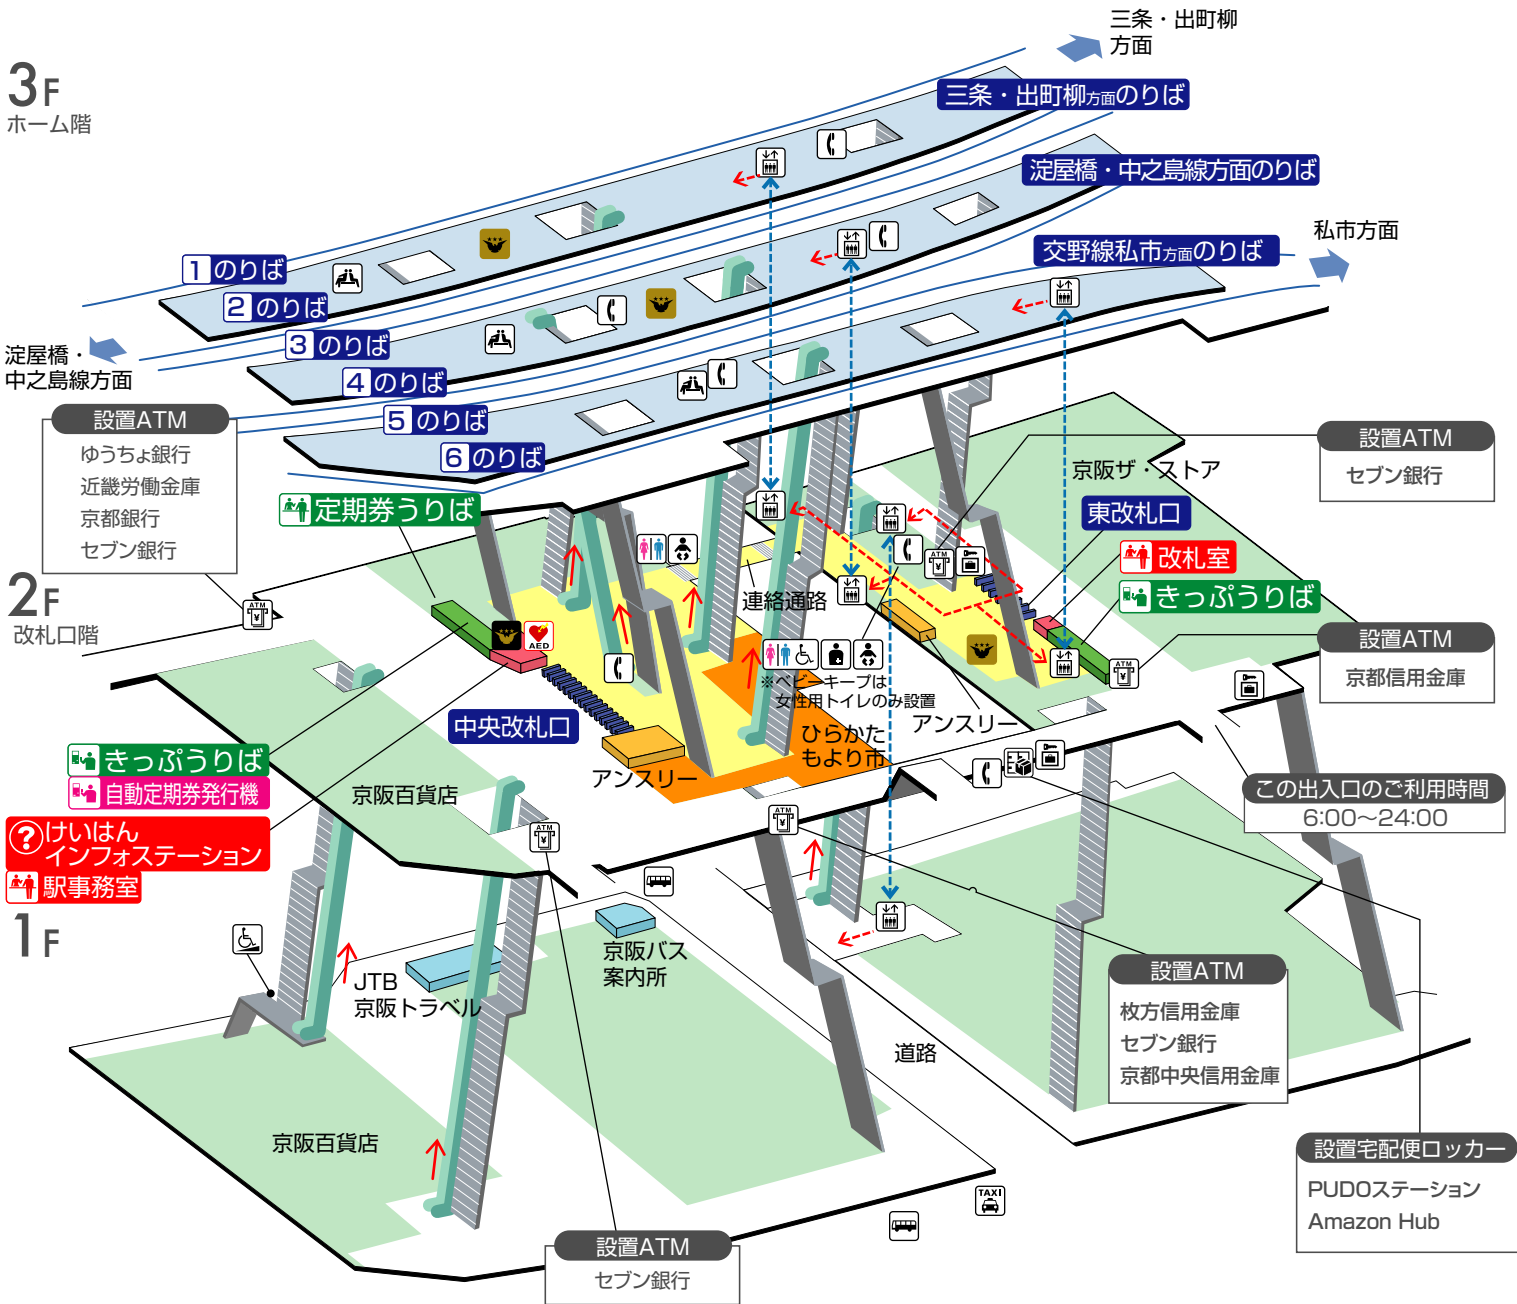 三条・出町柳
方面
3F
ホーム階
三条・出町柳方面のりば
淀屋橋・中之島線方面のりば
私市方面
交野線私市方面のりば
1 のりば
2 のりば
3 のりば
4 のりば
5 のりば
6 のりば
淀屋橋・
中之島線方面
設置ATM
ゆうちょ銀行
近畿労働金庫
京都銀行
セブン銀行
設置ATM
セブン銀行
京阪ザ・ストア
定期券うりば
東改札口
改札室
きっぷうりば
2F
改札口階
ATM
ATM
ATM
AED
連絡通路
※ベビーキープは
女性用トイレのみ設置
設置ATM
京都信用金庫
アンスリー
中央改札口
ひらかた
もより市
アンスリー
きっぷうりば
自動定期券発行機
京阪百貨店
けいはん
インフォステーション
駅事務室
ATM
ATM
この出入口のご利用時間
6:00〜24:00
1F
JTB
京阪トラベル
京阪バス
案内所
設置ATM
枚方信用金庫
セブン銀行
京都中央信用金庫
道路
京阪百貨店
設置宅配便ロッカー
PUDOステーション
Amazon Hub
TAXI
設置ATM
セブン銀行